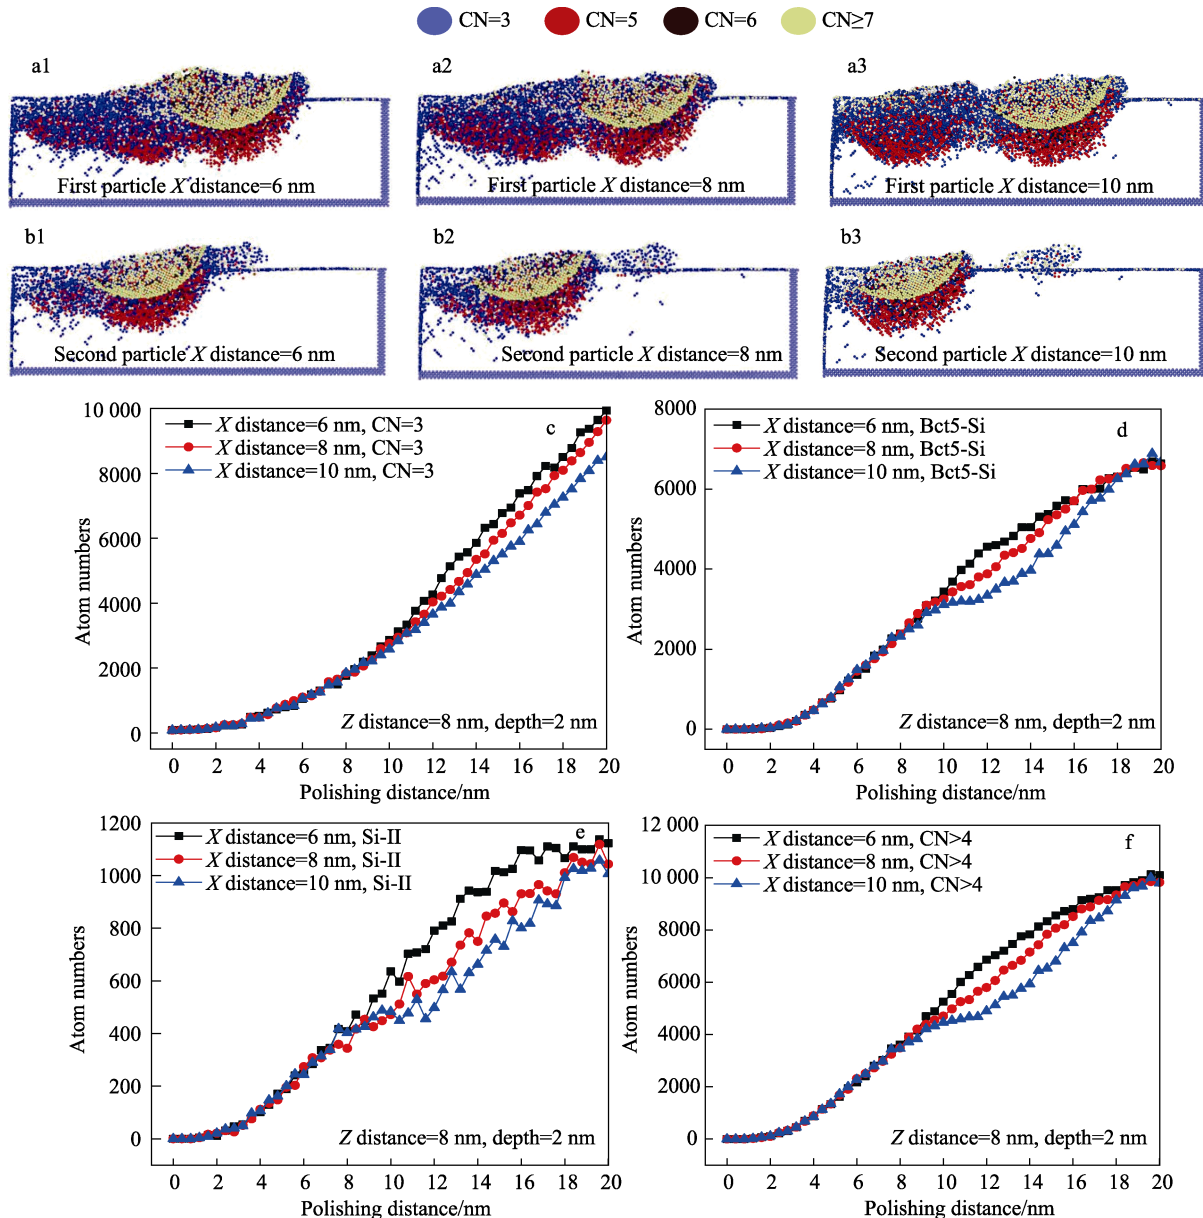 CN=3 CN=5 CN=6 CN≥7
a1 a2 a3
First particle X distance=6 nm First particle X distance=8 nm First particle X distance=10 nm
b1 b2 b3
Second particle X distance=6 nm Second particle X distance=8 nm Second particle X distance=10 nm
c
X distance=6 nm, CN=3
X distance=8 nm, CN=3
X distance=10 nm, CN=3
Z distance=8 nm, depth=2 nm
Atom numbers
10 000
8000
6000
4000
2000
0
0 2 4 6 8 10 12 14 16 18 20
Polishing distance/nm
d
X distance=6 nm, Bct5-Si
X distance=8 nm, Bct5-Si
X distance=10 nm, Bct5-Si
Z distance=8 nm, depth=2 nm
Atom numbers
8000
6000
4000
2000
0
0 2 4 6 8 10 12 14 16 18 20
Polishing distance/nm
e
X distance=6 nm, Si-II
X distance=8 nm, Si-II
X distance=10 nm, Si-II
Z distance=8 nm, depth=2 nm
Atom numbers
1200
1000
800
600
400
200
0
0 2 4 6 8 10 12 14 16 18 20
Polishing distance/nm
f
X distance=6 nm, CN>4
X distance=8 nm, CN>4
X distance=10 nm, CN>4
Z distance=8 nm, depth=2 nm
Atom numbers
12 000
10 000
8000
6000
4000
2000
0
0 2 4 6 8 10 12 14 16 18 20
Polishing distance/nm